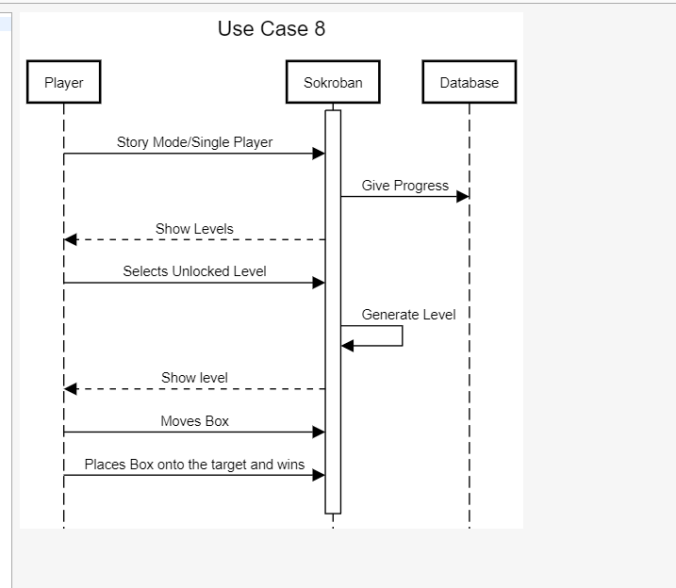 Use Case 8
Player
Sokroban
Database
Story Mode/Single Player
Give Progress
Show Levels
Selects Unlocked Level
Generate Level
Show level
Moves Box
Places Box onto the target and wins